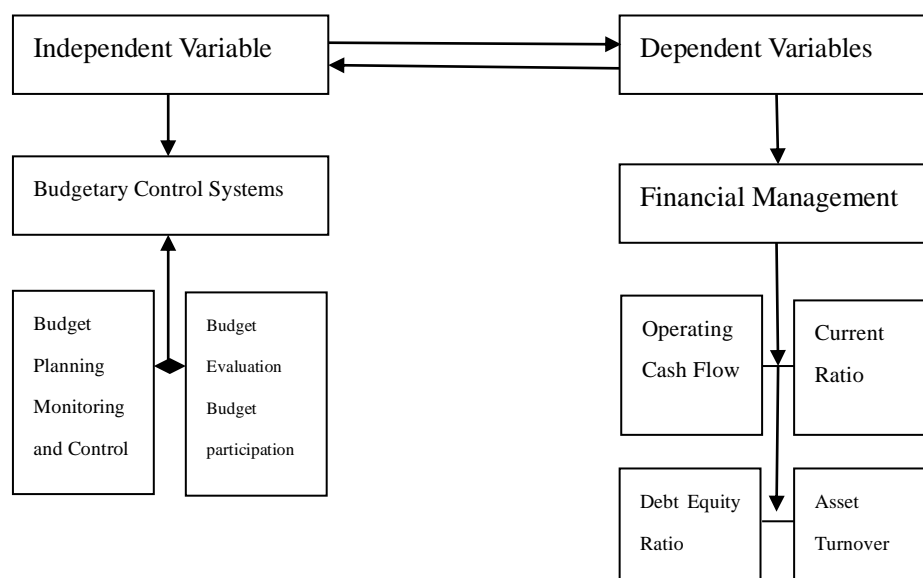 Independent Variable
Dependent Variables
Budgetary Control Systems
Financial Management
Budget
Planning
Monitoring
and Control
Budget
Evaluation
Budget
participation
Operating
Cash Flow
Current
Ratio
Debt Equity
Ratio
Asset
Turnover